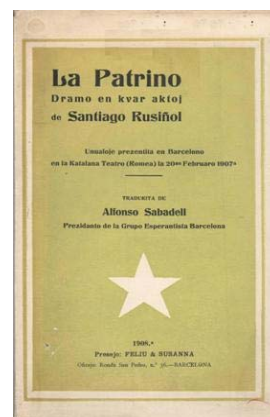 La Patrino
Dramo en kvar aktoj
de Santiago Rusiñol
Unuafoje prezentita en Barcelono
en la Katalana Teatro (Romea) la 20an Februaro 1907a
TRADUKITA DE
Alfonso Sabadell
Prezidanto de la Grupo Esperantista Barcelona
1908.a
Presejo: FELJU & SUSANNA
Ronda San Pedro, n.º 36.—BARCELONA